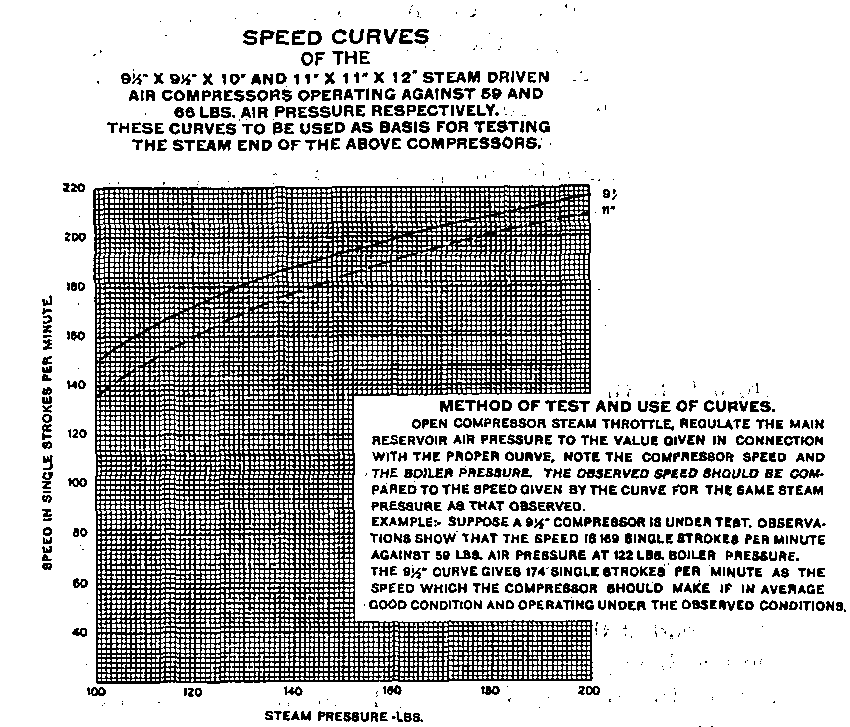 SPEED CURVES
OF THE
9½" X 9½" X 10" AND 11" X 11" X 12" STEAM DRIVEN
AIR COMPRESSORS OPERATING AGAINST 59 AND
66 LBS. AIR PRESSURE RESPECTIVELY.
THESE CURVES TO BE USED AS BASIS FOR TESTING
THE STEAM END OF THE ABOVE COMPRESSORS.
220
200
180
160
140
120
100
80
60
40
SPEED IN SINGLE STROKES PER MINUTE.
9½
11"
METHOD OF TEST AND USE OF CURVES.
OPEN COMPRESSOR STEAM THROTTLE, REGULATE THE MAIN
RESERVOIR AIR PRESSURE TO THE VALUE GIVEN IN CONNECTION
WITH THE PROPER CURVE, NOTE THE COMPRESSOR SPEED AND
THE BOILER PRESSURE. THE OBSERVED SPEED SHOULD BE COM-
PARED TO THE SPEED GIVEN BY THE CURVE FOR THE SAME STEAM
PRESSURE AS THAT OBSERVED.
EXAMPLE:- SUPPOSE A 9½" COMPRESSOR IS UNDER TEST. OBSERVA-
TIONS SHOW THAT THE SPEED IS 169 SINGLE STROKES PER MINUTE
AGAINST 59 LBS. AIR PRESSURE AT 122 LBS. BOILER PRESSURE.
THE 9½" CURVE GIVES 174 SINGLE STROKES PER MINUTE AS THE
SPEED WHICH THE COMPRESSOR SHOULD MAKE IF IN AVERAGE
GOOD CONDITION AND OPERATING UNDER THE OBSERVED CONDITIONS.
100 120 140 160 180 200
STEAM PRESSURE -LBS.